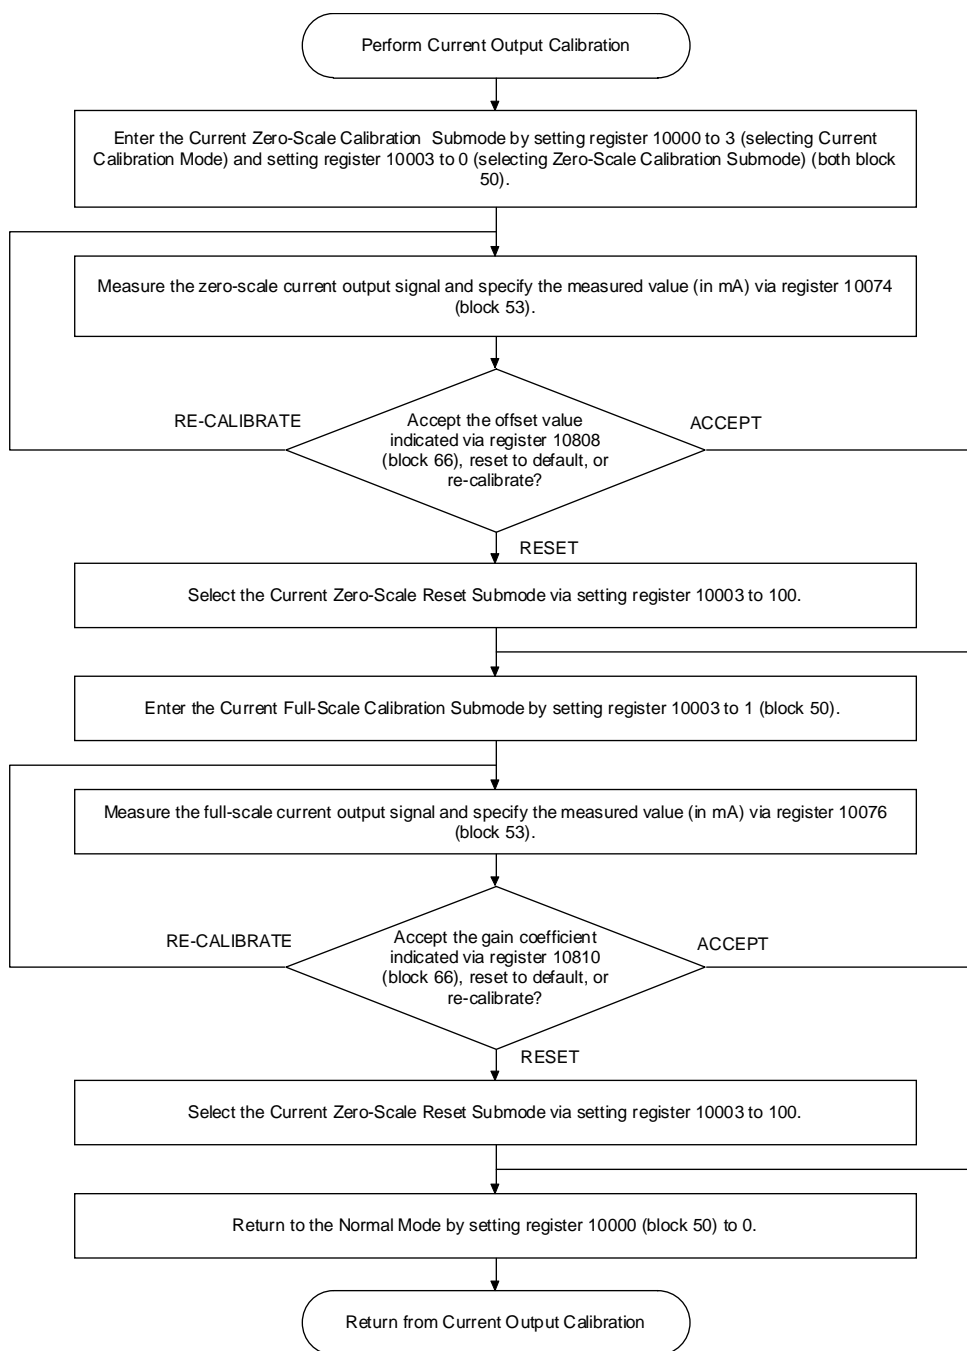 Perform Current Output Calibration
Enter the Current Zero-Scale Calibration Submode by setting register 10000 to 3 (selecting Current
Calibration Mode) and setting register 10003 to 0 (selecting Zero-Scale Calibration Submode) (both block
50).
Measure the zero-scale current output signal and specify the measured value (in mA) via register 10074
(block 53).
RE-CALIBRATE
Accept the offset value
indicated via register 10808
(block 66), reset to default, or
re-calibrate?
ACCEPT
RESET
Select the Current Zero-Scale Reset Submode via setting register 10003 to 100.
Enter the Current Full-Scale Calibration Submode by setting register 10003 to 1 (block 50).
Measure the full-scale current output signal and specify the measured value (in mA) via register 10076
(block 53).
RE-CALIBRATE
Accept the gain coefficient
indicated via register 10810
(block 66), reset to default, or
re-calibrate?
ACCEPT
RESET
Select the Current Zero-Scale Reset Submode via setting register 10003 to 100.
Return to the Normal Mode by setting register 10000 (block 50) to 0.
Return from Current Output Calibration